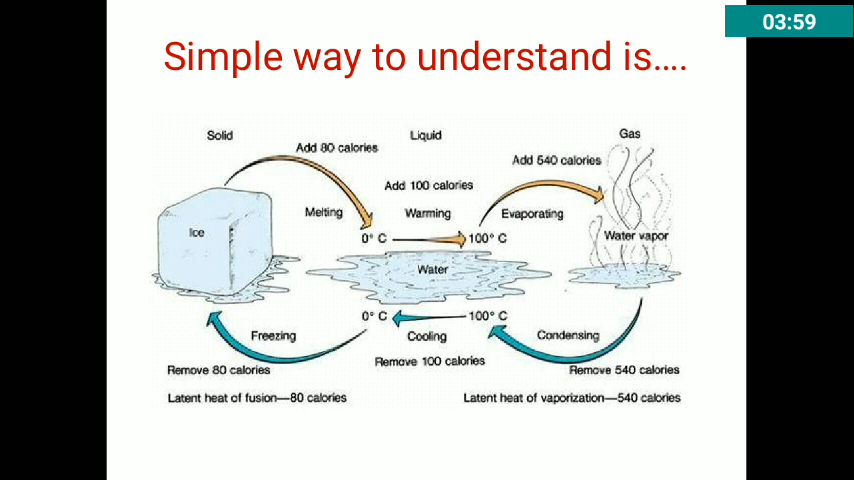 03:59
Simple way to understand is....
Solid
Liquid
Gas
Add 80 calories
Add 540 calories
Add 100 calories
Melting
Warming
Evaporating
Ice
0° C
100° C
Water vapor
Water
0° C
100° C
Freezing
Cooling
Condensing
Remove 80 calories
Remove 100 calories
Remove 540 calories
Latent heat of fusion—80 calories
Latent heat of vaporization—540 calories